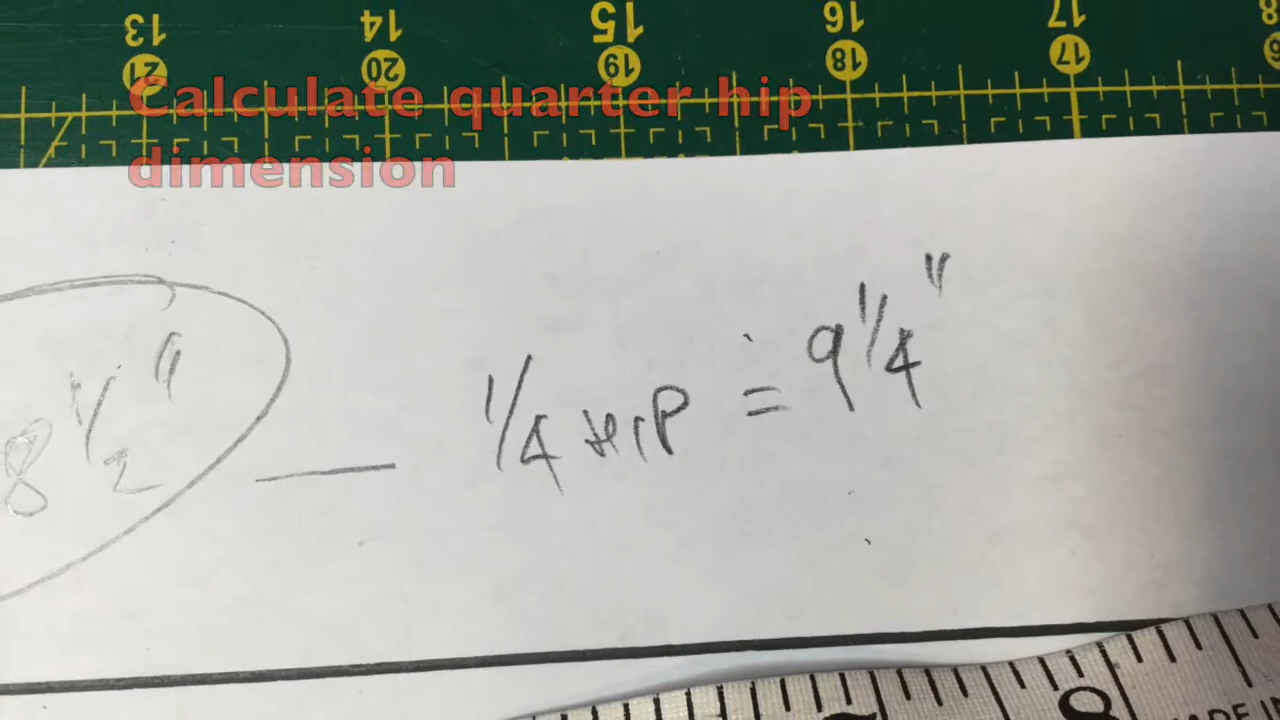 13 14 15 16 17
21 20 19 18 17
Calculate quarter hip
dimension
8 1/2"
1/4 HIP = 9 1/4"
8